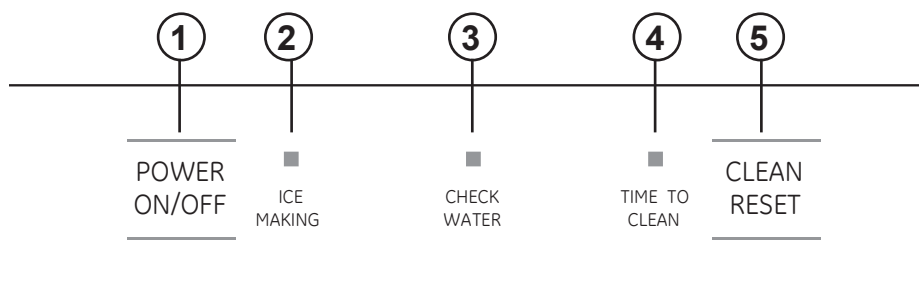 1 2 3 4 5
POWER
ON/OFF
ICE
MAKING
CHECK
WATER
TIME TO
CLEAN
CLEAN
RESET